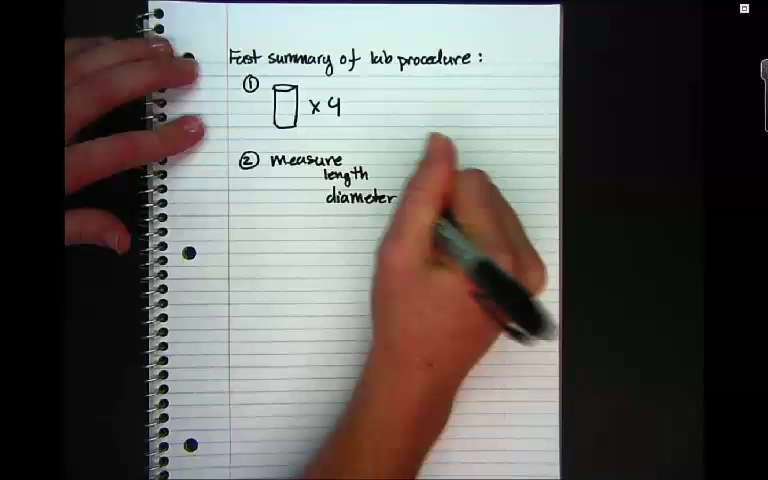 Fast summary of lab procedure:
① x 4
② measure
length
diameter